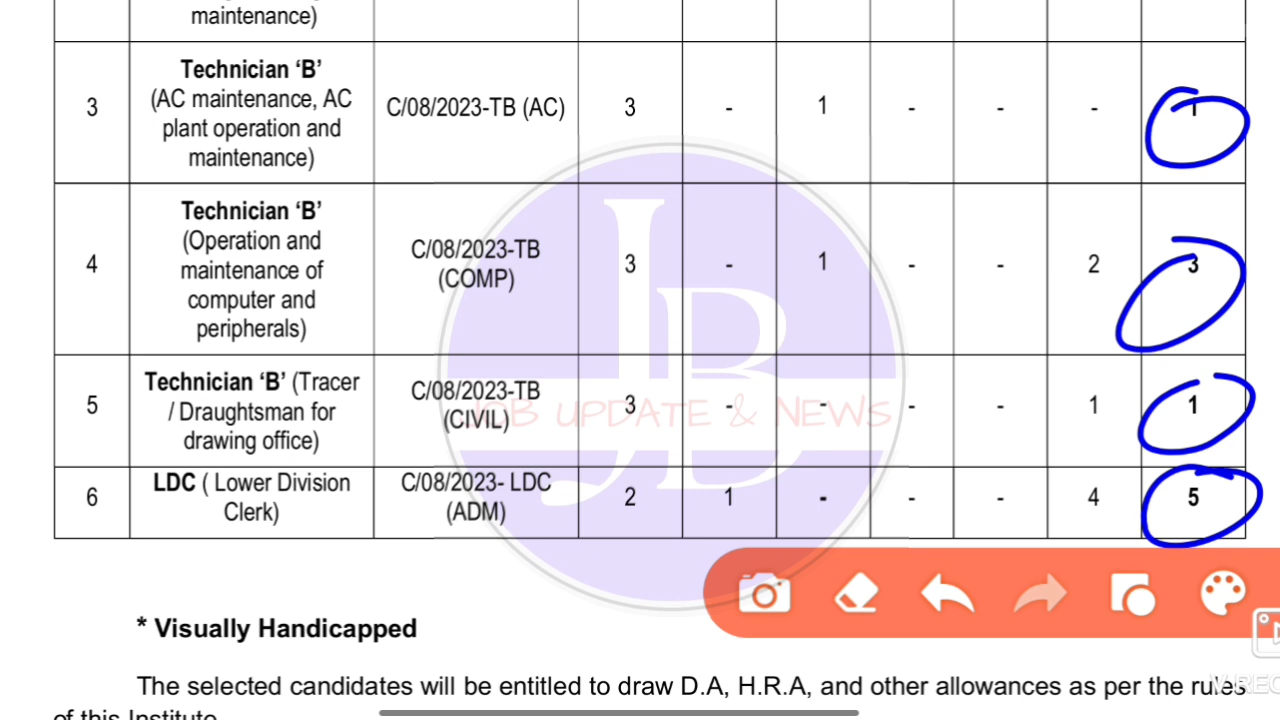 maintenance)
3 Technician ‘B’ (AC maintenance, AC plant operation and maintenance) C/08/2023-TB (AC) 3 - 1 - - - 1
4 Technician ‘B’ (Operation and maintenance of computer and peripherals) C/08/2023-TB (COMP) 3 - 1 - - 2 3
5 Technician ‘B’ (Tracer / Draughtsman for drawing office) C/08/2023-TB (CIVIL) 3 - - - - 1 1
6 LDC ( Lower Division Clerk) C/08/2023- LDC (ADM) 2 1 - - - 4 5
JB
JOB UPDATE & NEWS
* Visually Handicapped
The selected candidates will be entitled to draw D.A, H.R.A, and other allowances as per the rules
of this Institute